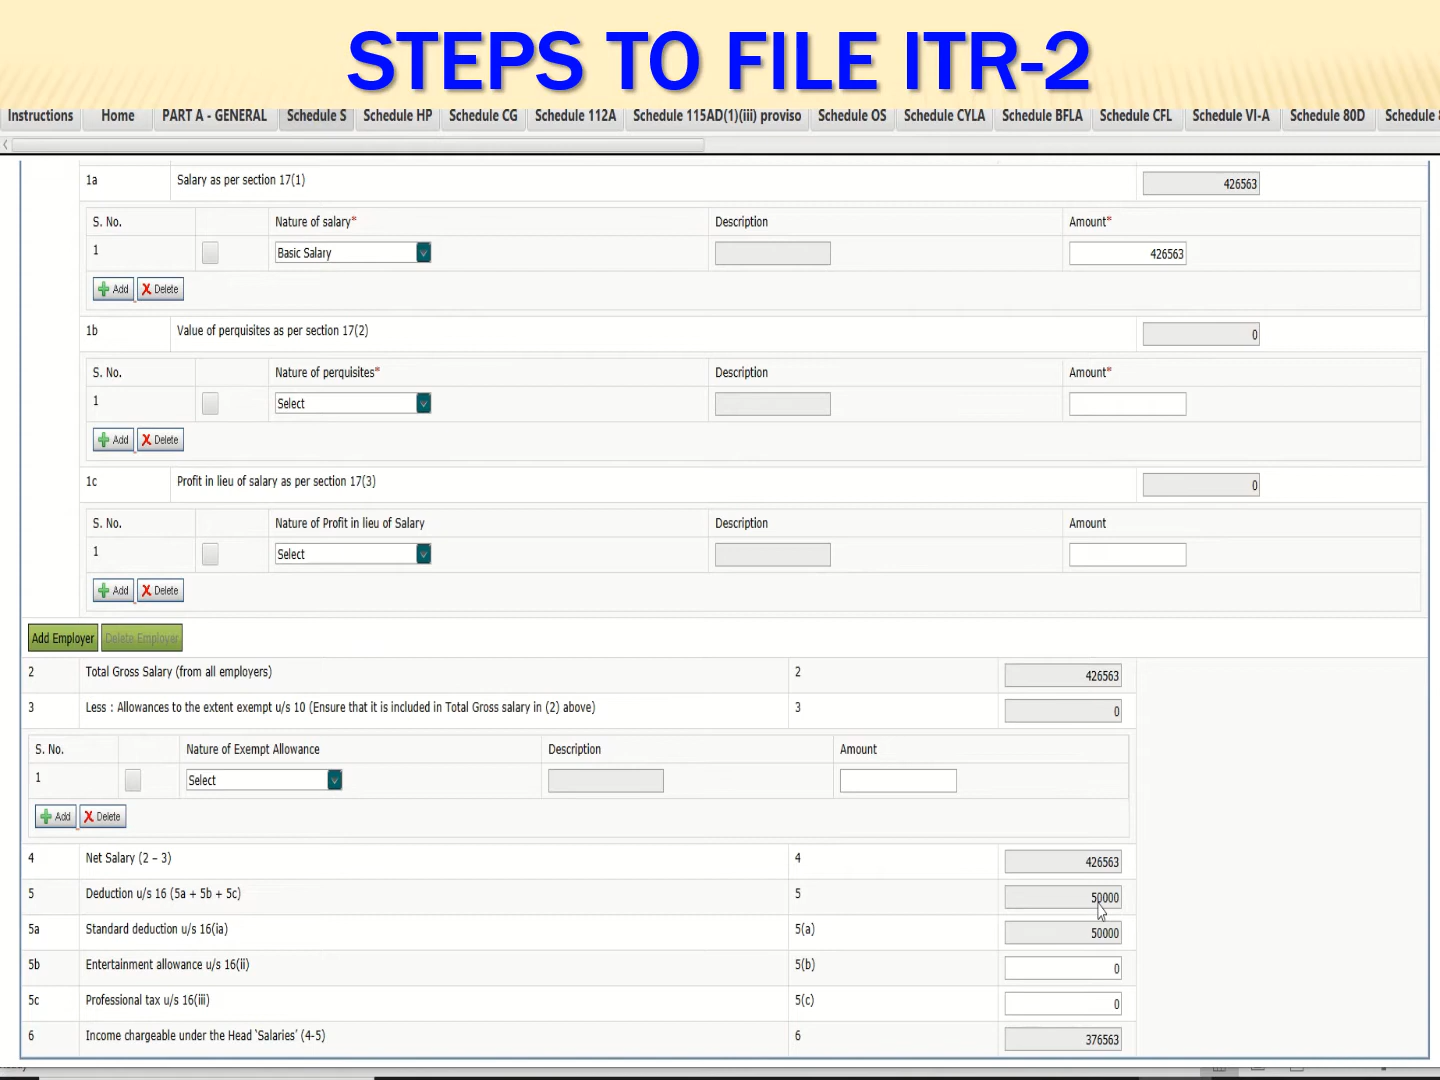 STEPS TO FILE ITR-2
Instructions Home PART A - GENERAL Schedule S Schedule HP Schedule CG Schedule 112A Schedule 115AD(1)(iii) proviso Schedule OS Schedule CYLA Schedule BFLA Schedule CFL Schedule VI-A Schedule 80D Schedule
1a Salary as per section 17(1) 426563
S. No. Nature of salary* Description Amount*
1 Basic Salary 426563
Add Delete
1b Value of perquisites as per section 17(2) 0
S. No. Nature of perquisites* Description Amount*
1 Select
Add Delete
1c Profit in lieu of salary as per section 17(3) 0
S. No. Nature of Profit in lieu of Salary Description Amount
1 Select
Add Delete
Add Employer Delete Employer
2 Total Gross Salary (from all employers) 2 426563
3 Less : Allowances to the extent exempt u/s 10 (Ensure that it is included in Total Gross salary in (2) above) 3 0
S. No. Nature of Exempt Allowance Description Amount
1 Select
Add Delete
4 Net Salary (2 – 3) 4 426563
5 Deduction u/s 16 (5a + 5b + 5c) 5 50000
5a Standard deduction u/s 16(ia) 5(a) 50000
5b Entertainment allowance u/s 16(ii) 5(b) 0
5c Professional tax u/s 16(iii) 5(c) 0
6 Income chargeable under the Head ‘Salaries’ (4-5) 6 376563